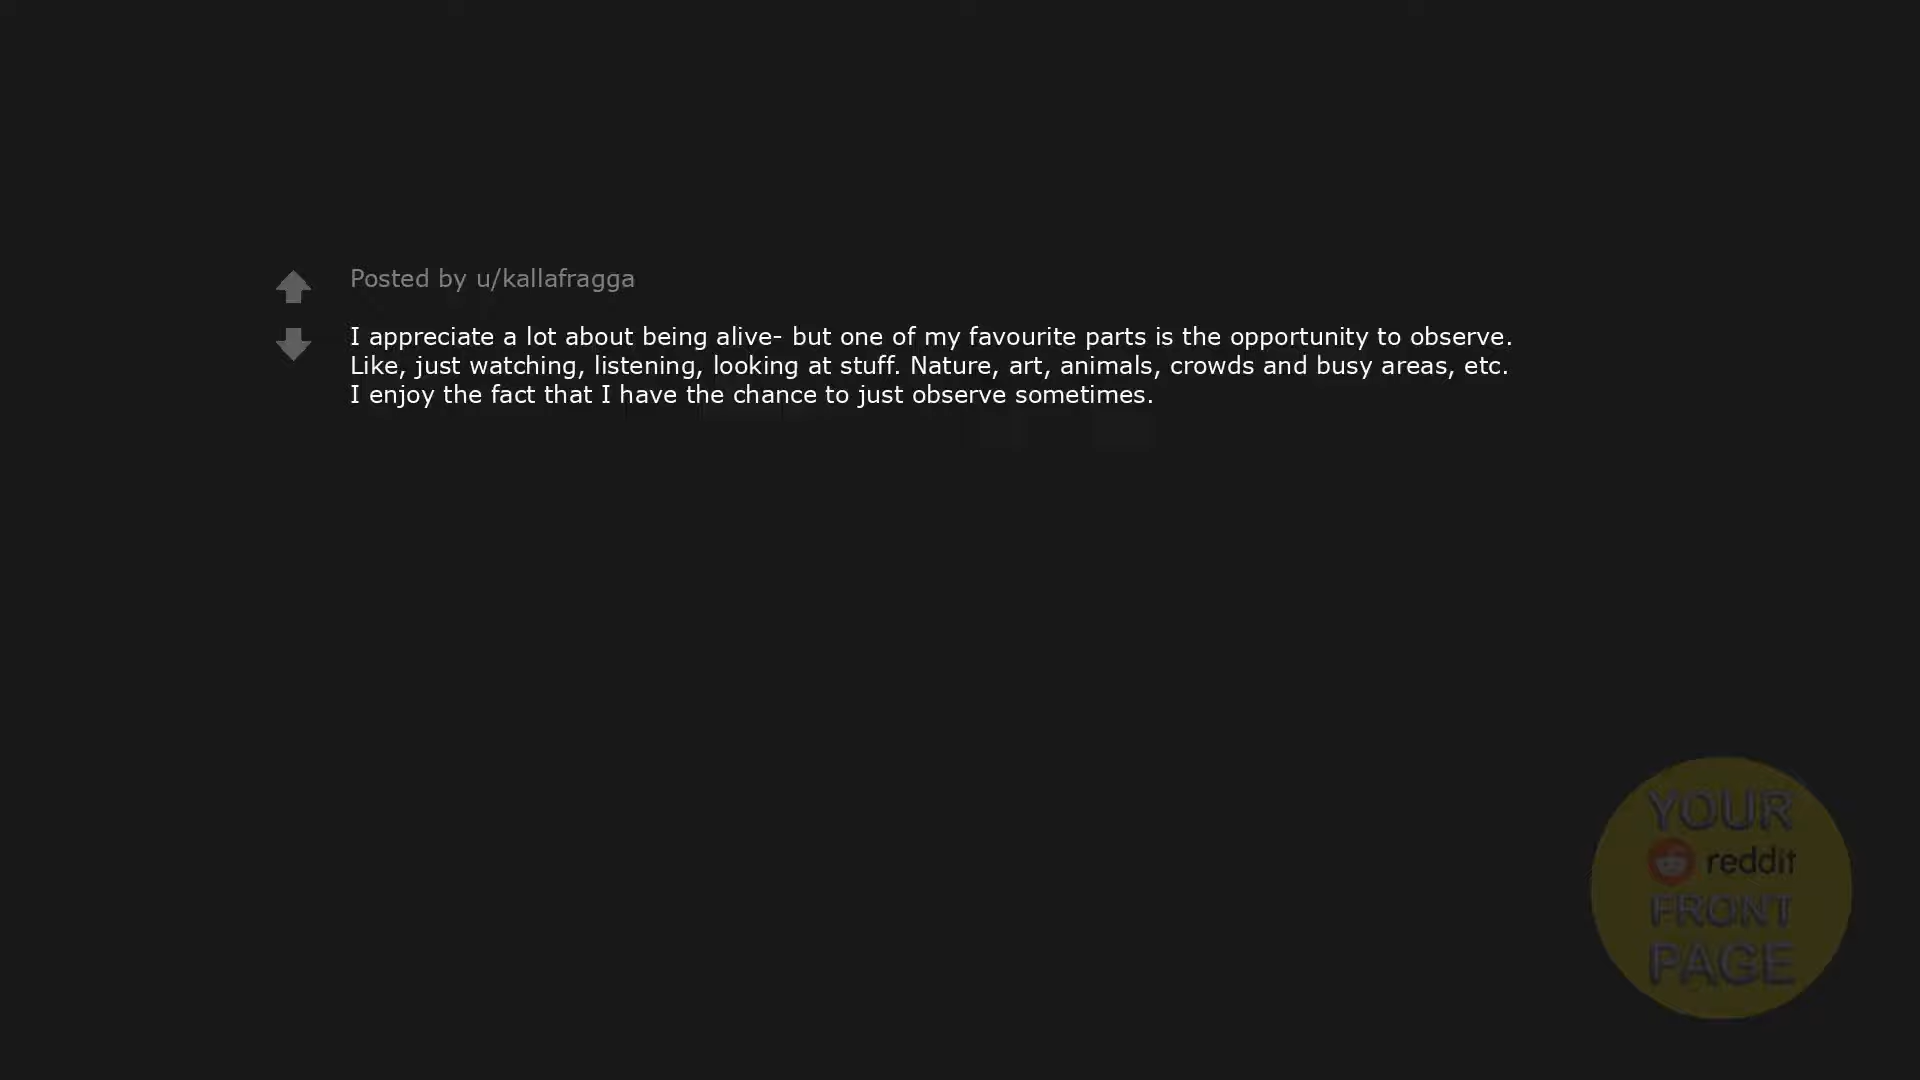 Posted by u/kallafragga
I appreciate a lot about being alive- but one of my favourite parts is the opportunity to observe.
Like, just watching, listening, looking at stuff. Nature, art, animals, crowds and busy areas, etc.
I enjoy the fact that I have the chance to just observe sometimes.
YOUR
reddit
FRONT
PAGE